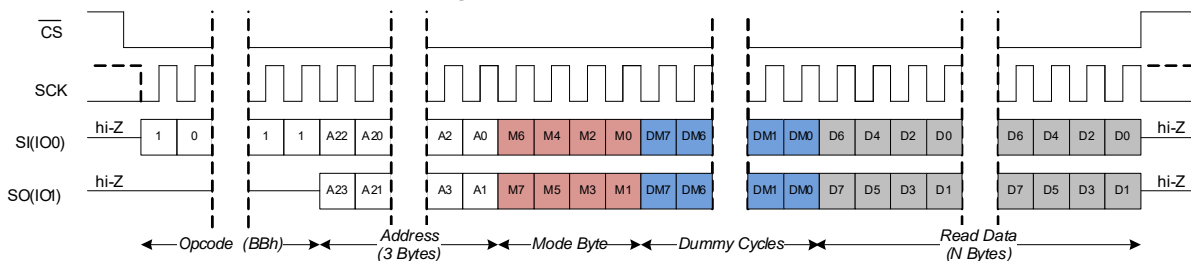 CS
SCK
SI(IO0) hi-Z 1 0 1 1 A22 A20 A2 A0 M6 M4 M2 M0 DM7 DM6 DM1 DM0 D6 D4 D2 D0 D6 D4 D2 D0 hi-Z
SO(IO1) hi-Z A23 A21 A3 A1 M7 M5 M3 M1 DM7 DM6 DM1 DM0 D7 D5 D3 D1 D7 D5 D3 D1 hi-Z
Opcode (BBh) Address Mode Byte Dummy Cycles Read Data
(3 Bytes) (N Bytes)